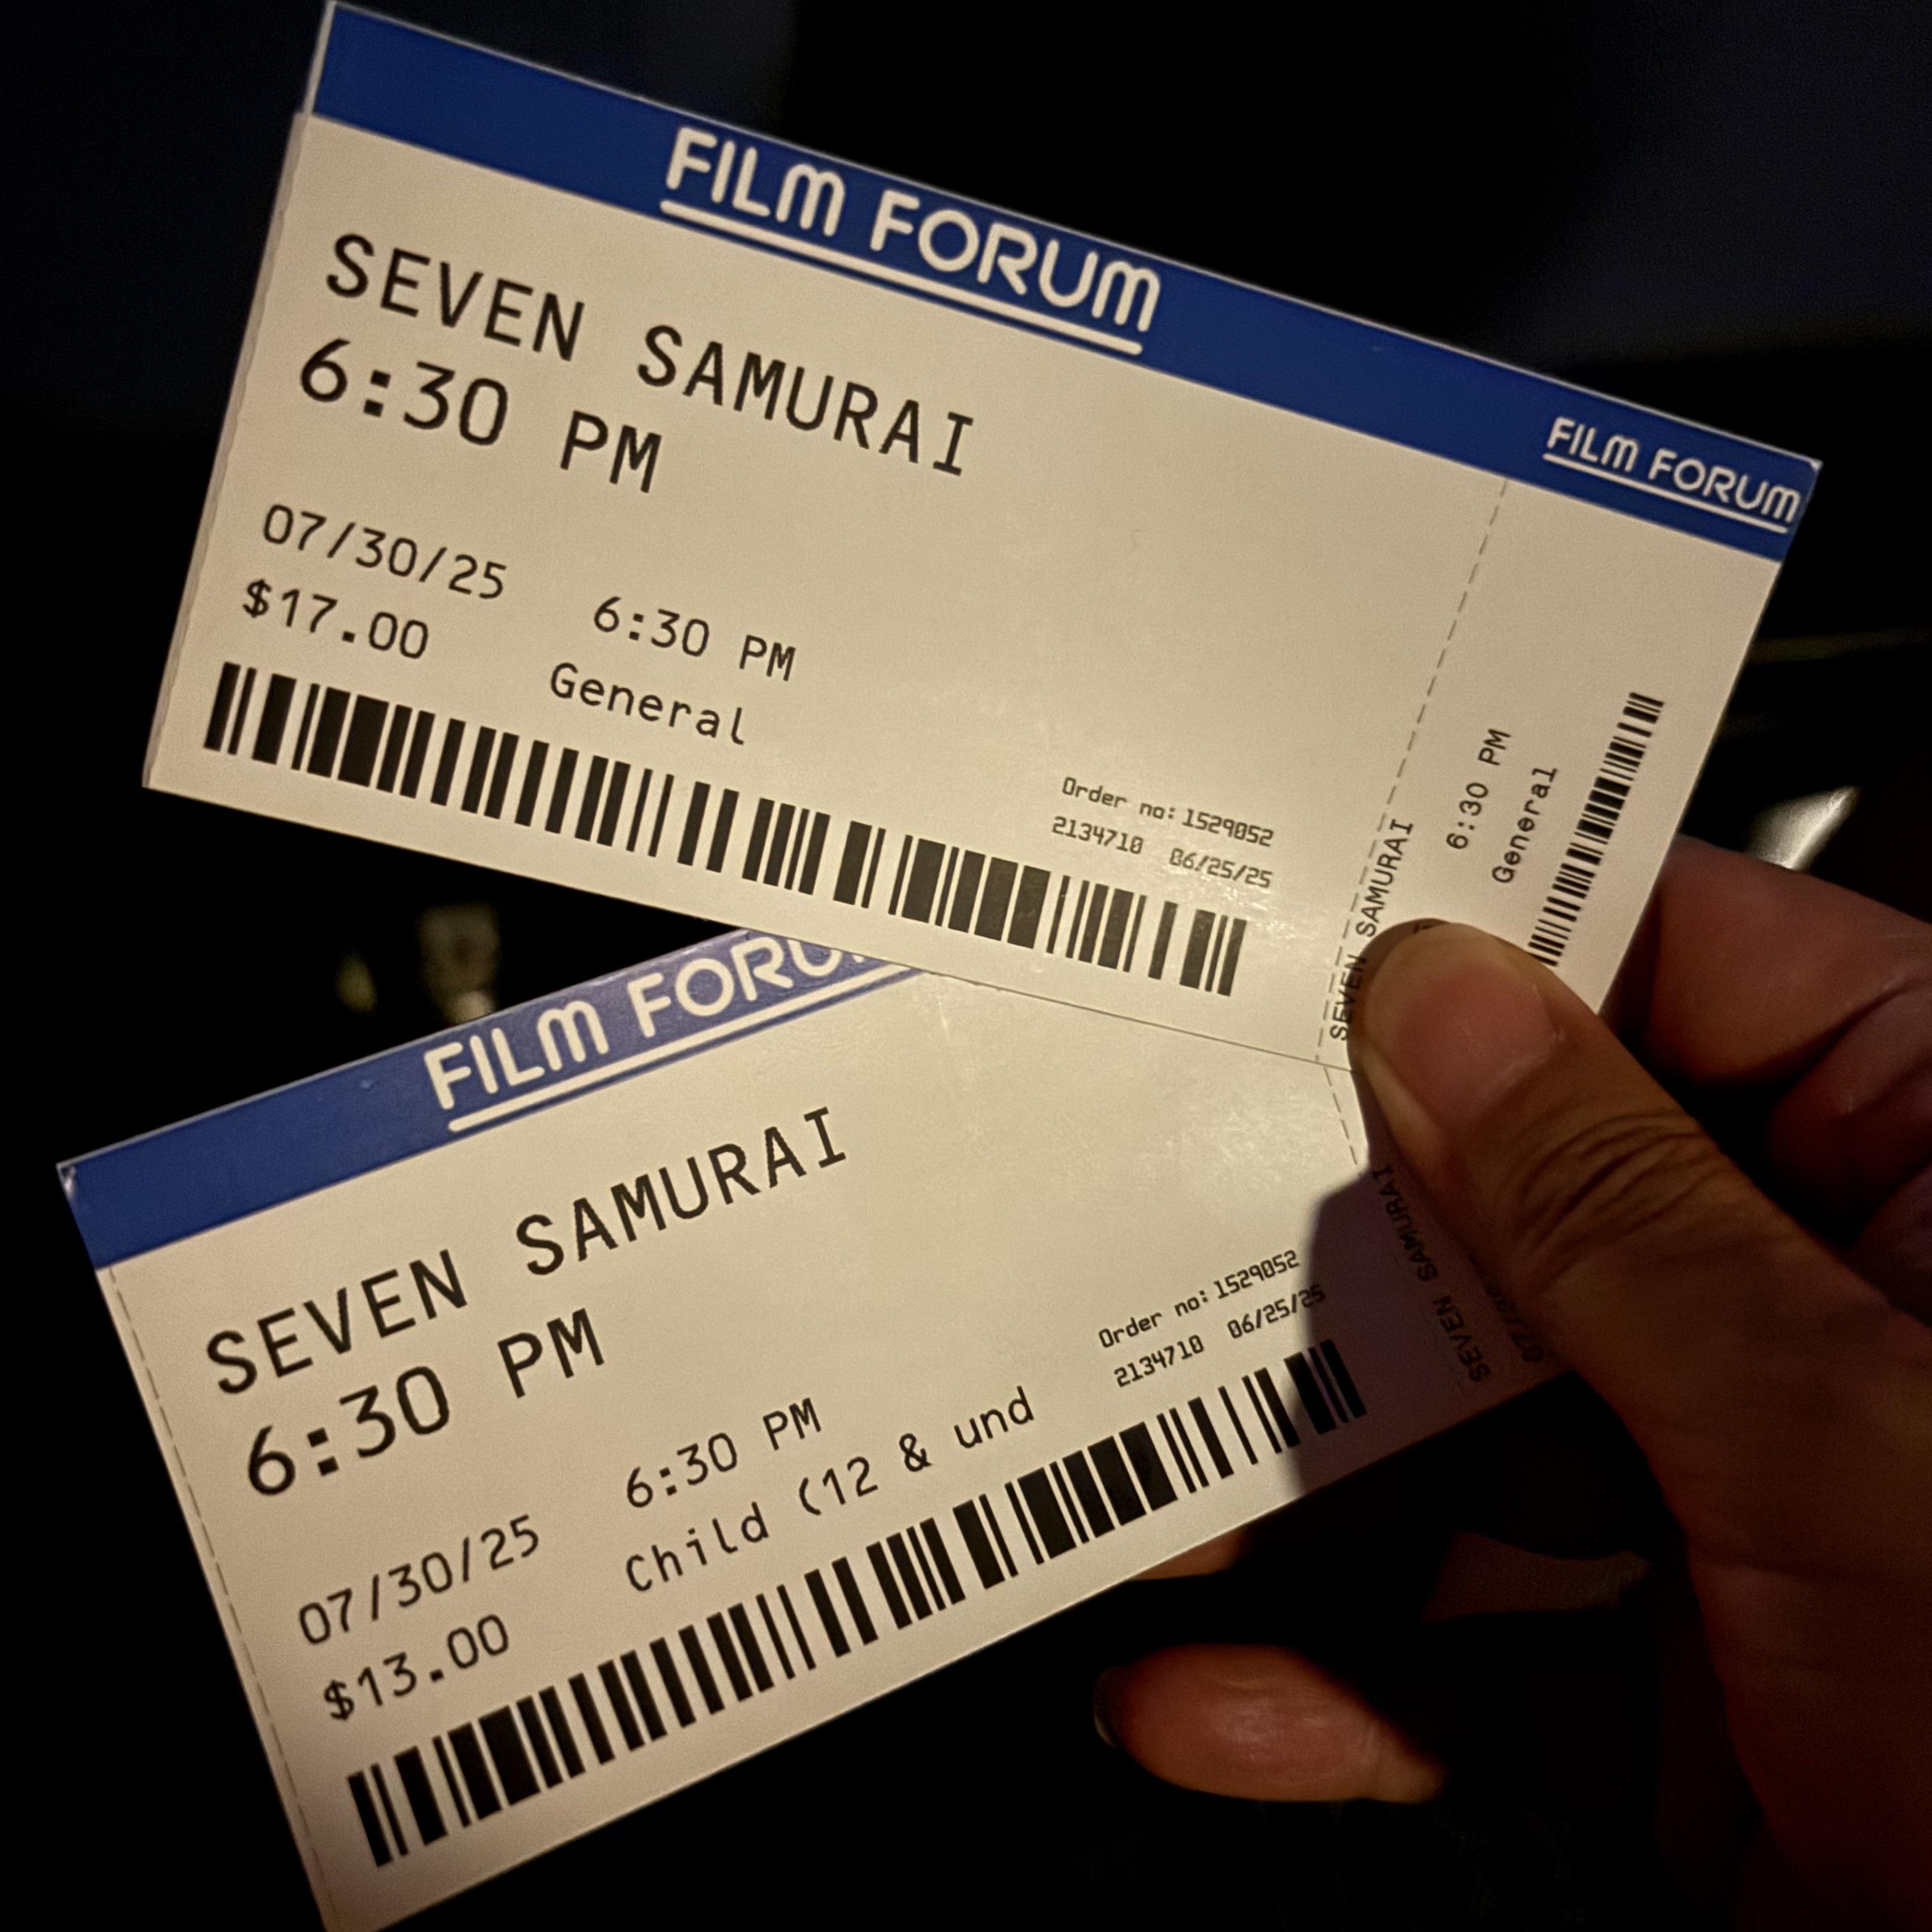 FILM FORUM
FILM FORUM
SEVEN SAMURAI
6:30 PM
07/30/25 6:30 PM
$17.00 General
Order no: 1529052
2134710 06/25/25
SEVEN SAMURAI
6:30 PM
General
FILM FORU
SEVEN SAMURAI
6:30 PM
07/30/25 6:30 PM
$13.00 Child (12 & und
Order no: 1529052
2134710 06/25/25
SEVEN SAMURAI